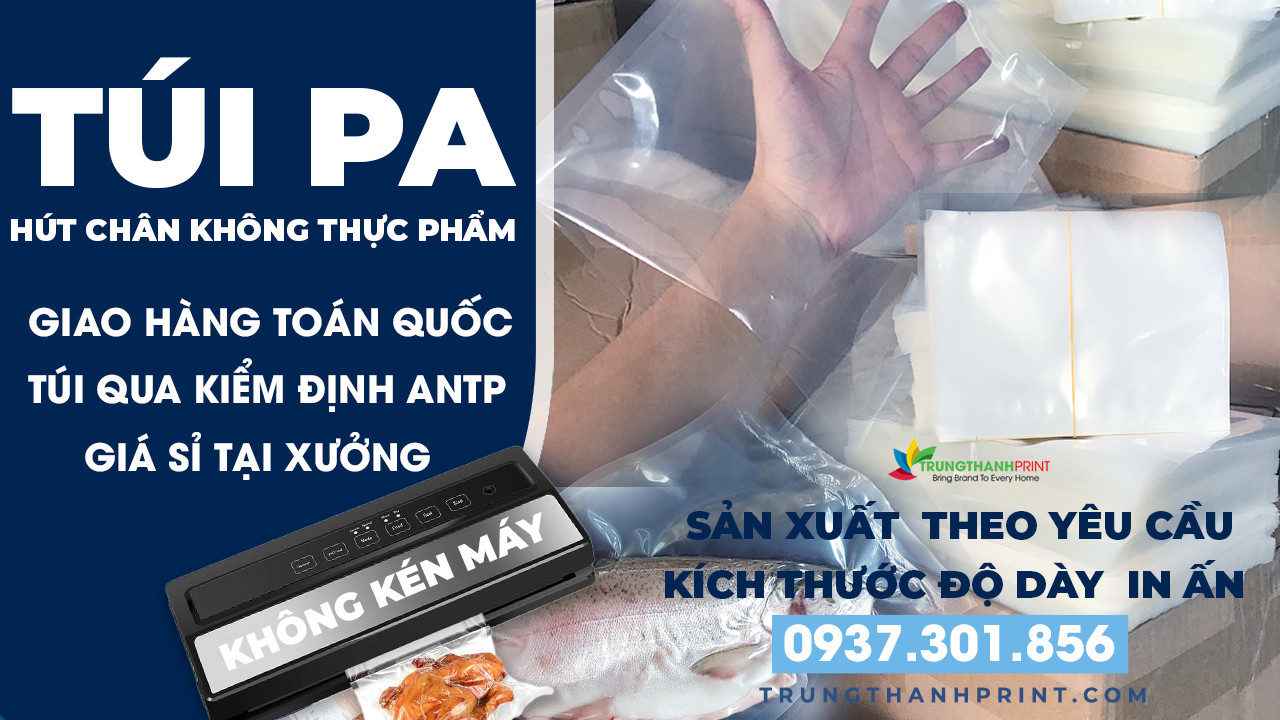 TÚI PA
HÚT CHÂN KHÔNG THỰC PHẨM
GIAO HÀNG TOÁN QUỐC
TÚI QUA KIỂM ĐỊNH ANTP
GIÁ SỈ TẠI XƯỞNG
KHÔNG KÉN MÁY
TRUNGTHANHPRINT
Bring Brand To Every Home
SẢN XUẤT THEO YÊU CẦU
KÍCH THƯỚC ĐỘ DÀY IN ẤN
0937.301.856
TRUNGTHANHPRINT.COM